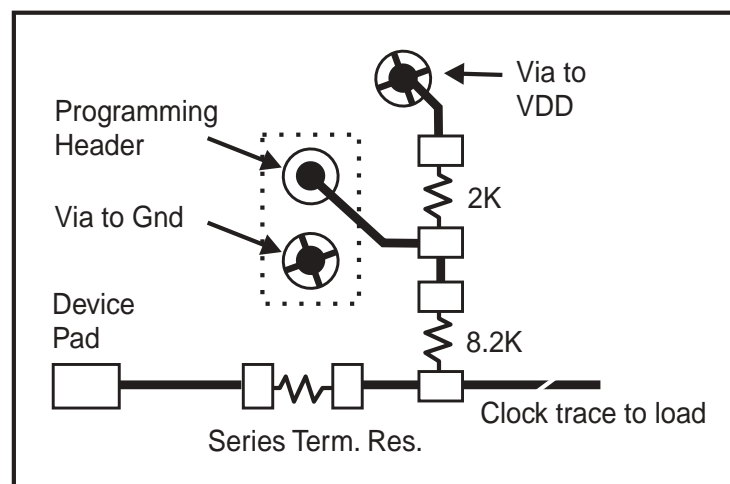 Via to
VDD
Programming
Header
2K
Via to Gnd
Device
Pad
8.2K
Clock trace to load
Series Term. Res.